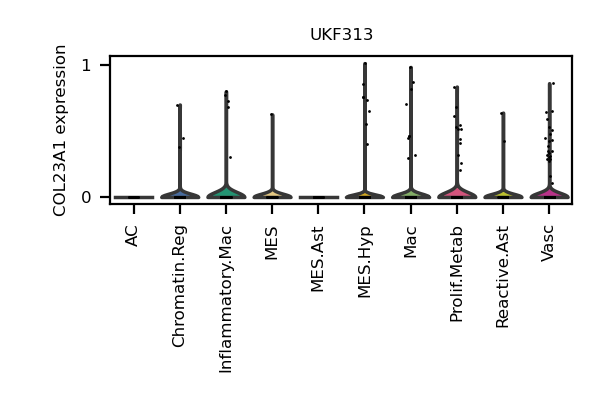 UKF313
COL23A1 expression
1
0
AC
Chromatin.Reg
Inflammatory.Mac
MES
MES.Ast
MES.Hyp
Mac
Prolif.Metab
Reactive.Ast
Vasc